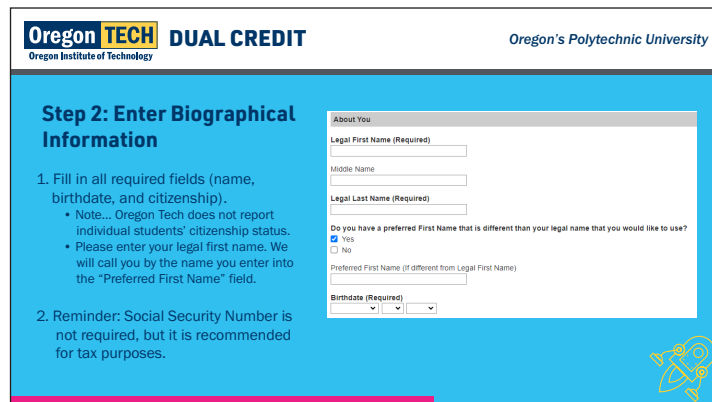 Oregon TECH DUAL CREDIT
Oregon Institute of Technology
Oregon's Polytechnic University
Step 2: Enter Biographical
Information
1. Fill in all required fields (name,
birthdate, and citizenship).
• Note... Oregon Tech does not report
individual students' citizenship status.
• Please enter your legal first name. We
will call you by the name you enter into
the "Preferred First Name" field.
2. Reminder: Social Security Number is
not required, but it is recommended
for tax purposes.
About You
Legal First Name (Required)
Middle Name
Legal Last Name (Required)
Do you have a preferred First Name that is different than your legal name that you would like to use?
Yes
No
Preferred First Name (If different from Legal First Name)
Birthdate (Required)